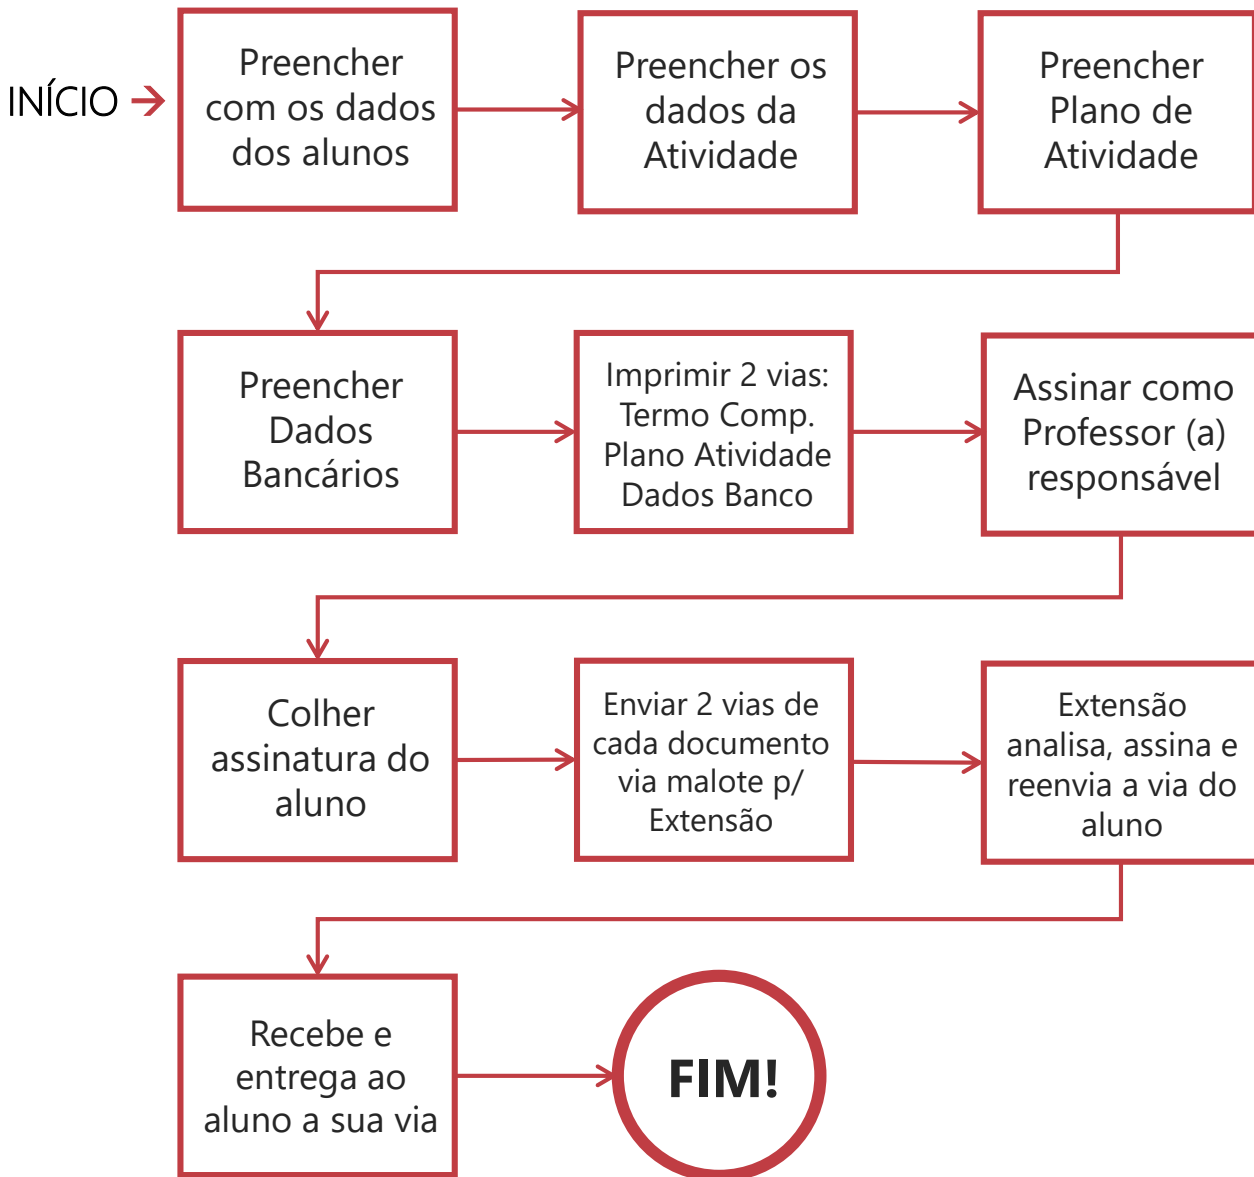 INÍCIO
Preencher
com os dados
dos alunos
Preencher os
dados da
Atividade
Preencher
Plano de
Atividade
Preencher
Dados
Bancários
Imprimir 2 vias:
Termo Comp.
Plano Atividade
Dados Banco
Assinar como
Professor (a)
responsável
Colher
assinatura do
aluno
Enviar 2 vias de
cada documento
via malote p/
Extensão
Extensão
analisa, assina e
reenvia a via do
aluno
Recebe e
entrega ao
aluno a sua via
FIM!